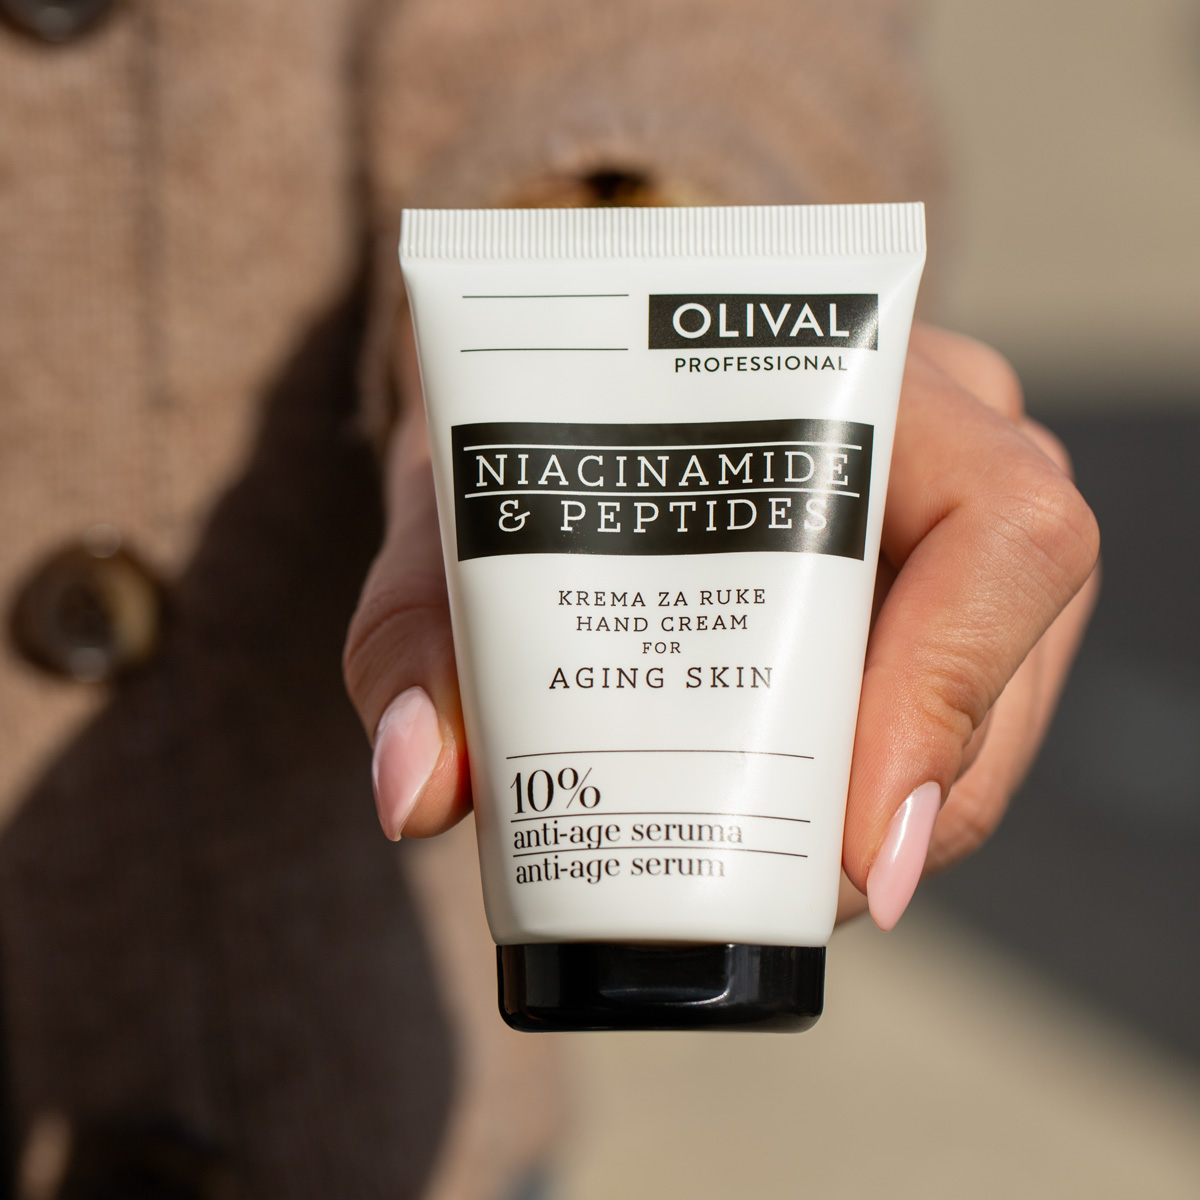 OLIVAL
PROFESSIONAL
NIACINAMIDE
& PEPTIDES
KREMA ZA RUKE
HAND CREAM
FOR
AGING SKIN
10%
anti-age seruma
anti-age serum